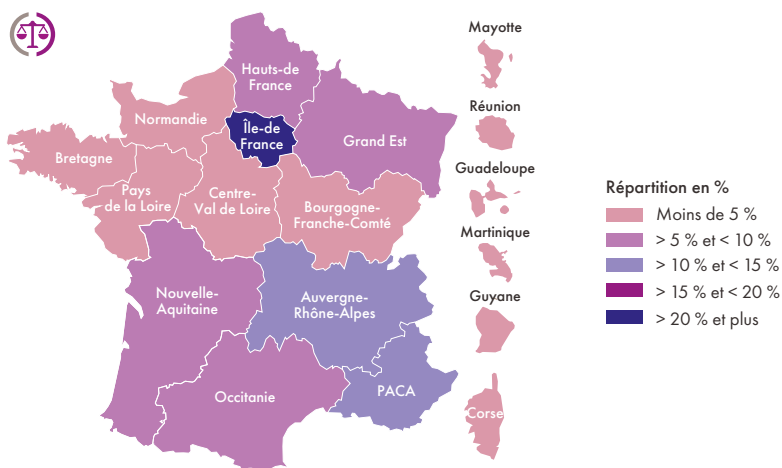 Mayotte
Hauts-de
France
Réunion
Normandie
Île-de
France
Grand Est
Bretagne
Guadeloupe
Pays
de la Loire
Centre-
Val de Loire
Bourgogne-
Franche-Comté
Martinique
Nouvelle-
Aquitaine
Auvergne-
Rhône-Alpes
Guyane
Occitanie
PACA
Corse
Répartition en %
Moins de 5 %
> 5 % et < 10 %
> 10 % et < 15 %
> 15 % et < 20 %
> 20 % et plus